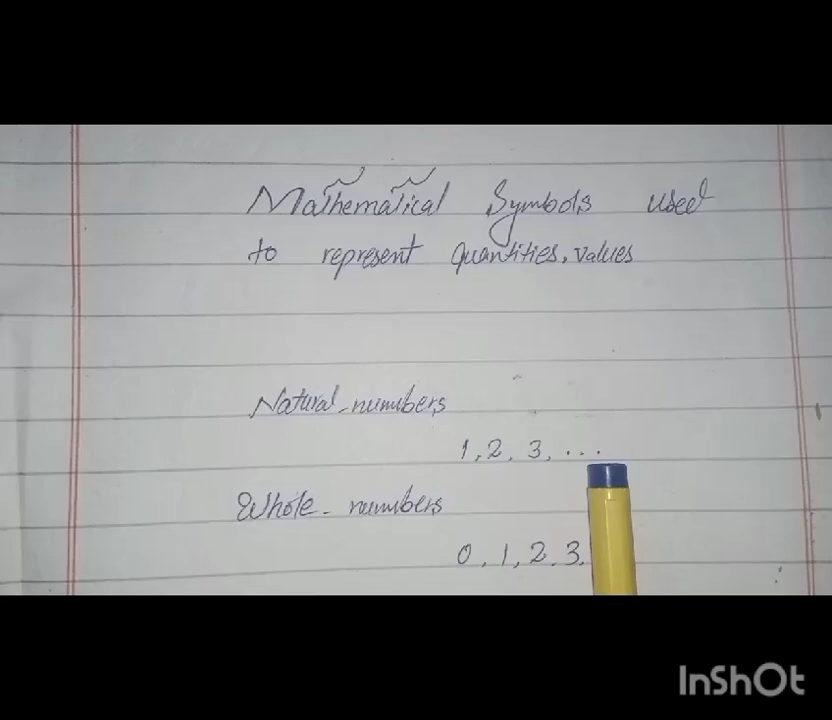 Mathematical Symbols used
to represent quantities, values
Natural-numbers
1, 2, 3, ...
Whole-numbers
0, 1, 2, 3,
InShOt